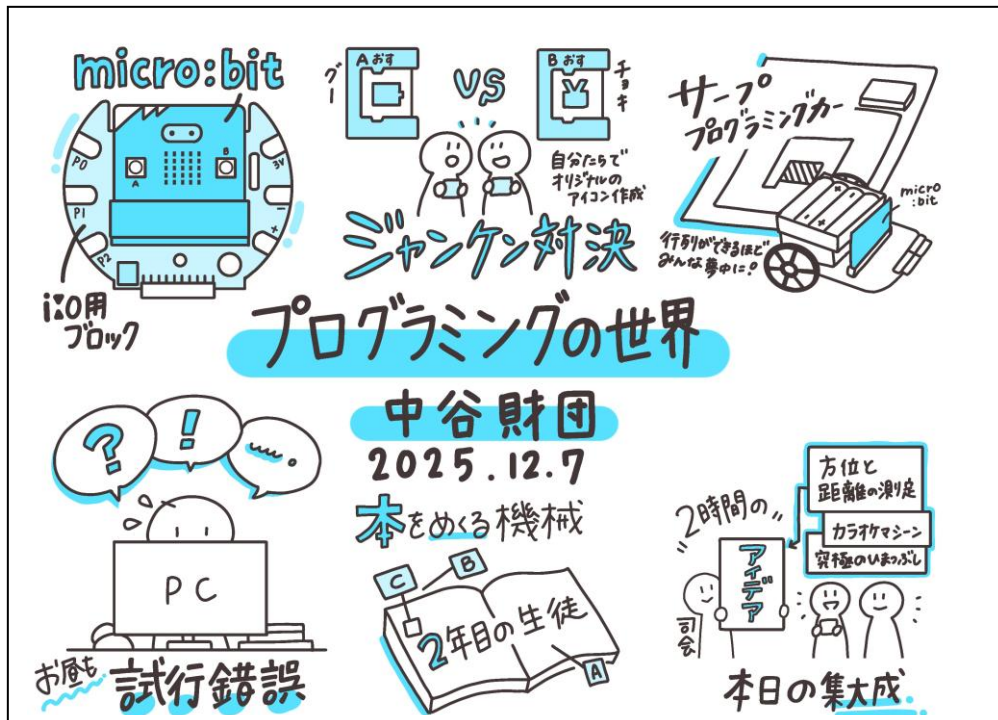 micro:bit
A
B
P0
P1
P2
3V
-
+
i:o用
ブロック
グー
Aおす
VS
Bおす
チョキ
自分たちで
オリジナルの
アイコン作成
ジャンケン対決
サーブ
プログラミングカー
micro
:bit
行列ができるほど
みんな夢中に!
プログラミングの世界
中谷財団
2025.12.7
?
!
PC
お昼も
試行錯誤
本をめくる機械
C
B
2年目の生徒
A
2時間の
アイデア
方位と
距離の測定
カラオケマシーン
究極のひまつぶし
司会
本日の集大成